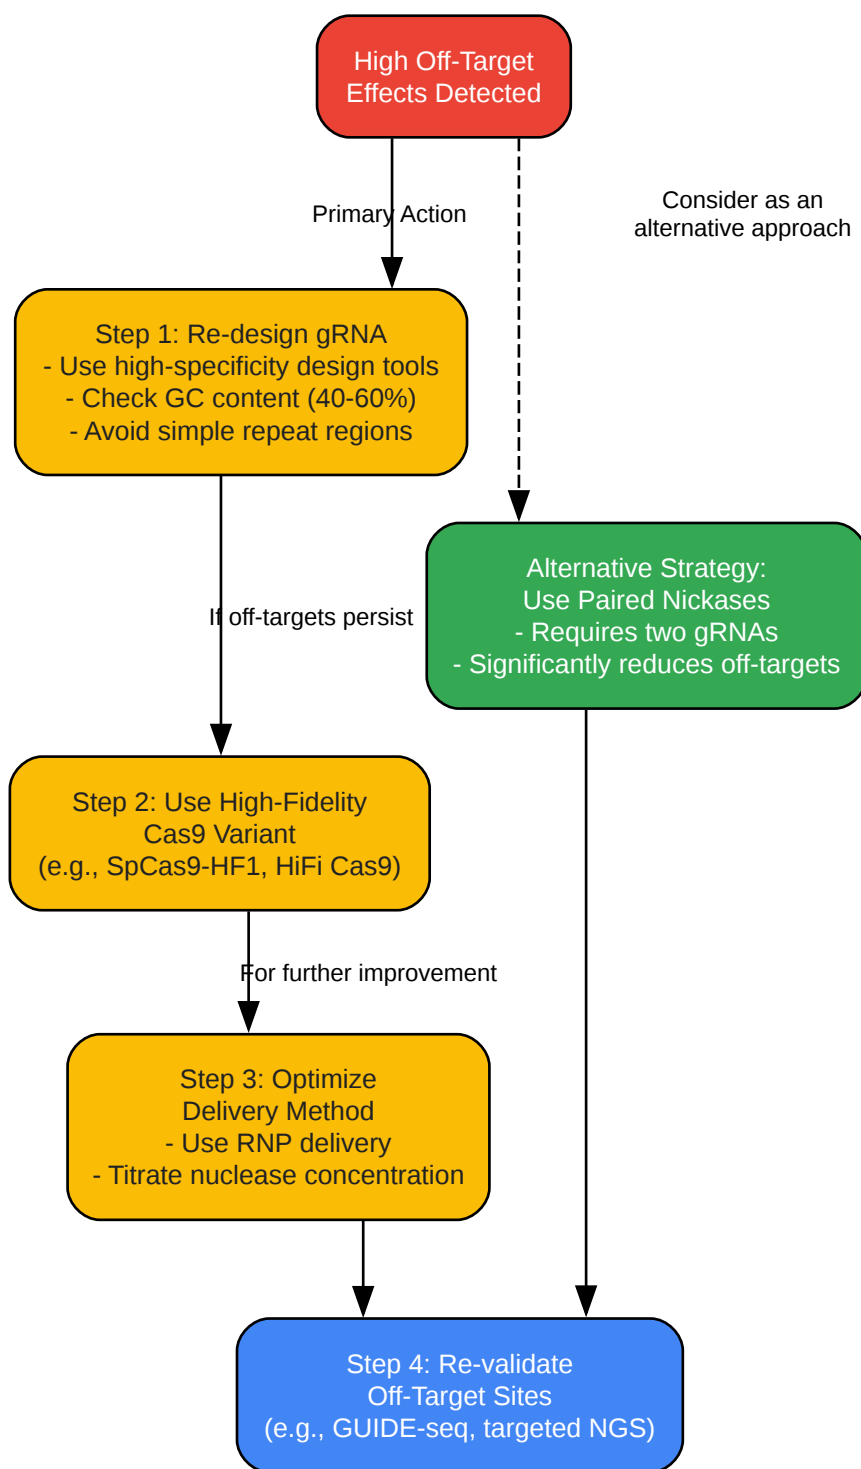 High Off-Target
Effects Detected
Primary Action
Consider as an
alternative approach
Step 1: Re-design gRNA
- Use high-specificity design tools
- Check GC content (40-60%)
- Avoid simple repeat regions
If off-targets persist
Alternative Strategy:
Use Paired Nickases
- Requires two gRNAs
- Significantly reduces off-targets
Step 2: Use High-Fidelity
Cas9 Variant
(e.g., SpCas9-HF1, HiFi Cas9)
For further improvement
Step 3: Optimize
Delivery Method
- Use RNP delivery
- Titrate nuclease concentration
Step 4: Re-validate
Off-Target Sites
(e.g., GUIDE-seq, targeted NGS)